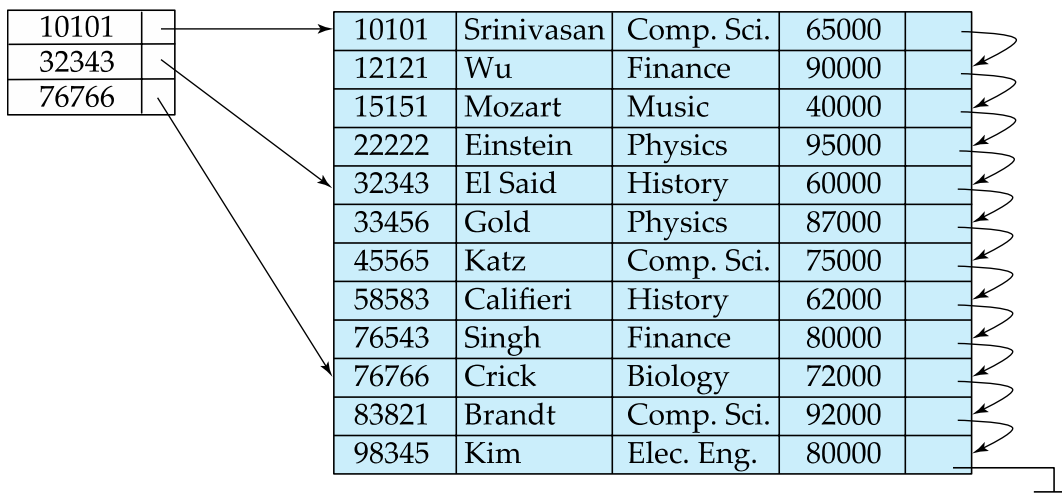 10101
32343
76766
10101 Srinivasan Comp. Sci. 65000
12121 Wu Finance 90000
15151 Mozart Music 40000
22222 Einstein Physics 95000
32343 El Said History 60000
33456 Gold Physics 87000
45565 Katz Comp. Sci. 75000
58583 Califieri History 62000
76543 Singh Finance 80000
76766 Crick Biology 72000
83821 Brandt Comp. Sci. 92000
98345 Kim Elec. Eng. 80000